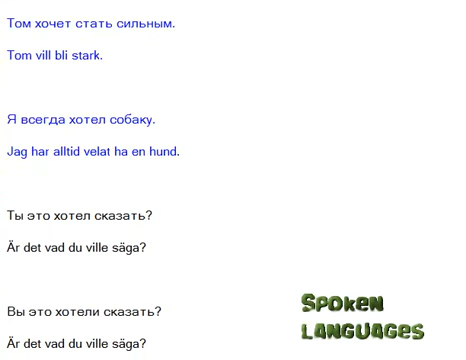 Том хочет стать сильным.
Tom vill bli stark.
Я всегда хотел собаку.
Jag har alltid velat ha en hund.
Ты это хотел сказать?
Är det vad du ville säga?
Вы это хотели сказать?
Är det vad du ville säga?
Spoken
Languages